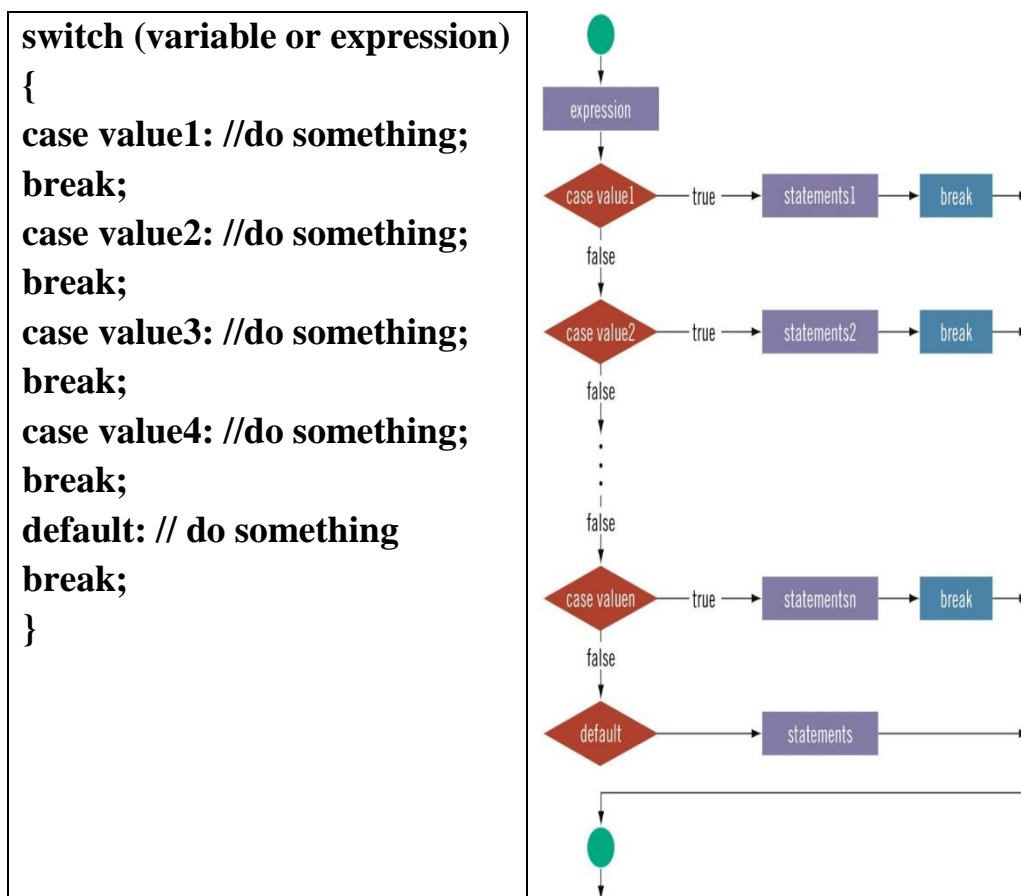 switch (variable or expression)
{
case value1: //do something;
break;
case value2: //do something;
break;
case value3: //do something;
break;
case value4: //do something;
break;
default: // do something
break;
}
expression
case value1 true statements1 break
false
case value2 true statements2 break
false
false
case valuen true statementsn break
false
default statements